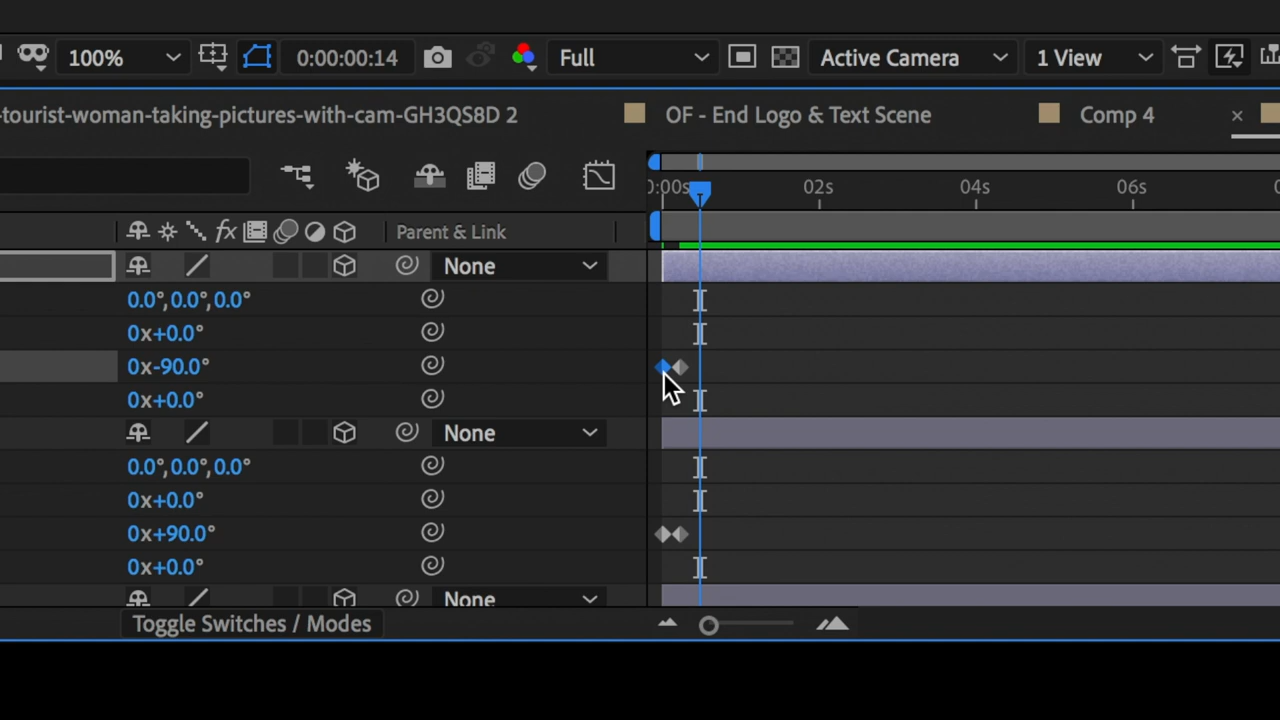 100% 0:00:00:14 Full Active Camera 1 View
-tourist-woman-taking-pictures-with-cam-GH3QS8D 2 OF - End Logo & Text Scene Comp 4 ×
0:00s 02s 04s 06s
fx Parent & Link
None
0.0°,0.0°,0.0°
0x+0.0°
0x-90.0°
0x+0.0°
None
0.0°,0.0°,0.0°
0x+0.0°
0x+90.0°
0x+0.0°
None
Toggle Switches / Modes